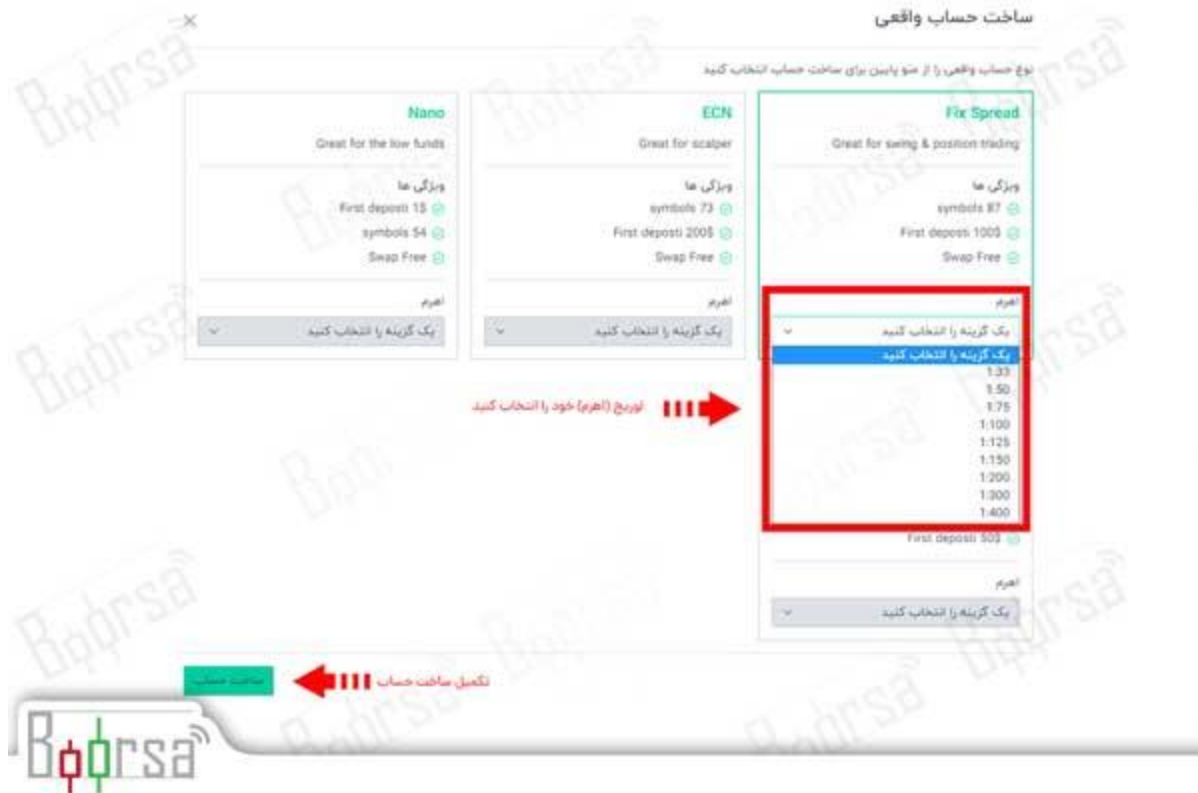 ساخت حساب واقعی
نوع حساب واقعی را از منو پایین برای ساخت حساب انتخاب کنید
Fix Spread
Great for swing & position trading
ویژگی ها
symbols 87
First deposti 100$
Swap Free
اهرم
یک گزینه را انتخاب کنید
یک گزینه را انتخاب کنید
1:33
1:50
1:75
1:100
1:125
1:150
1:200
1:300
1:400
First deposti 50$
اهرم
یک گزینه را انتخاب کنید
ECN
Great for scalper
ویژگی ها
symbols 73
First deposti 200$
Swap Free
اهرم
یک گزینه را انتخاب کنید
Nano
Great for the low funds
ویژگی ها
First deposti 1$
symbols 54
Swap Free
اهرم
یک گزینه را انتخاب کنید
لوریج (اهرم) خود را انتخاب کنید
تکمیل ساخت حساب
ساخت حساب
Boorsa